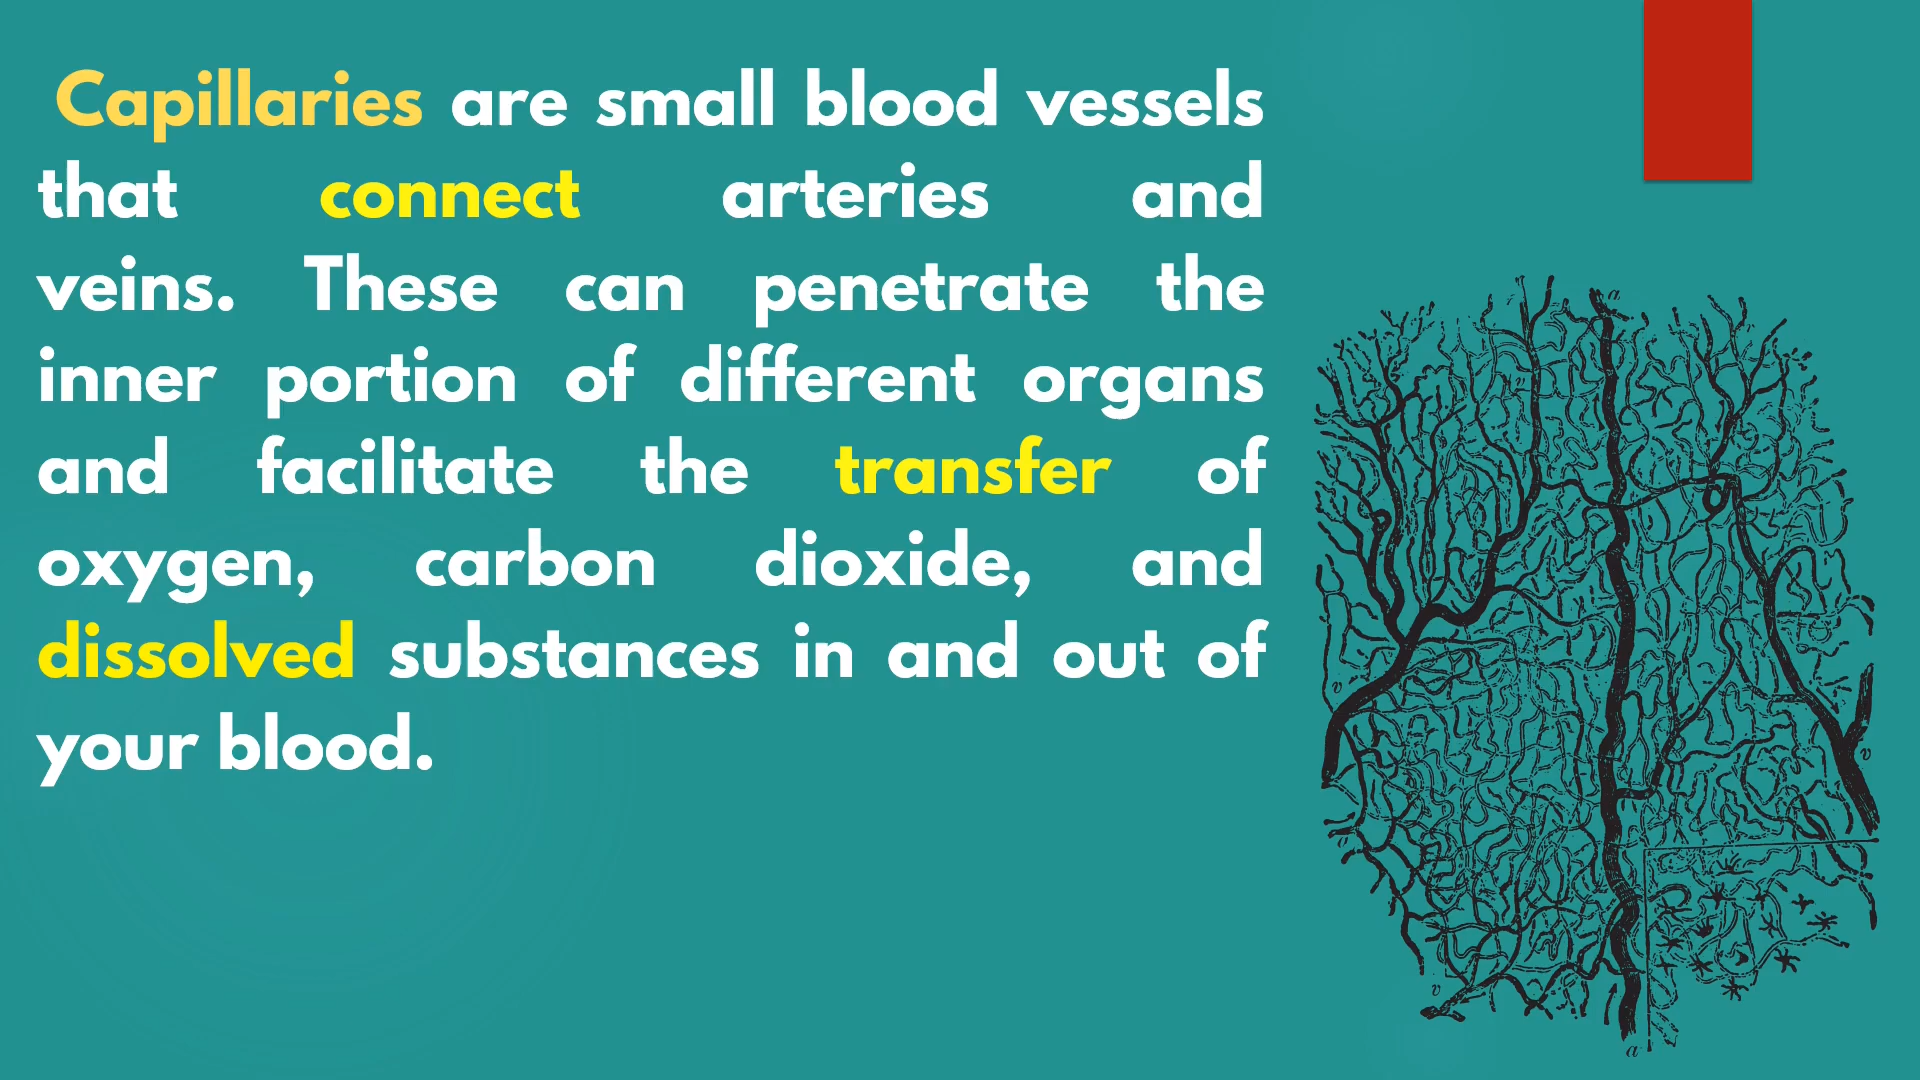 Capillaries are small blood vessels
that connect arteries and
veins. These can penetrate the
inner portion of different organs
and facilitate the transfer of
oxygen, carbon dioxide, and
dissolved substances in and out of
your blood.
a
v
v
v
a